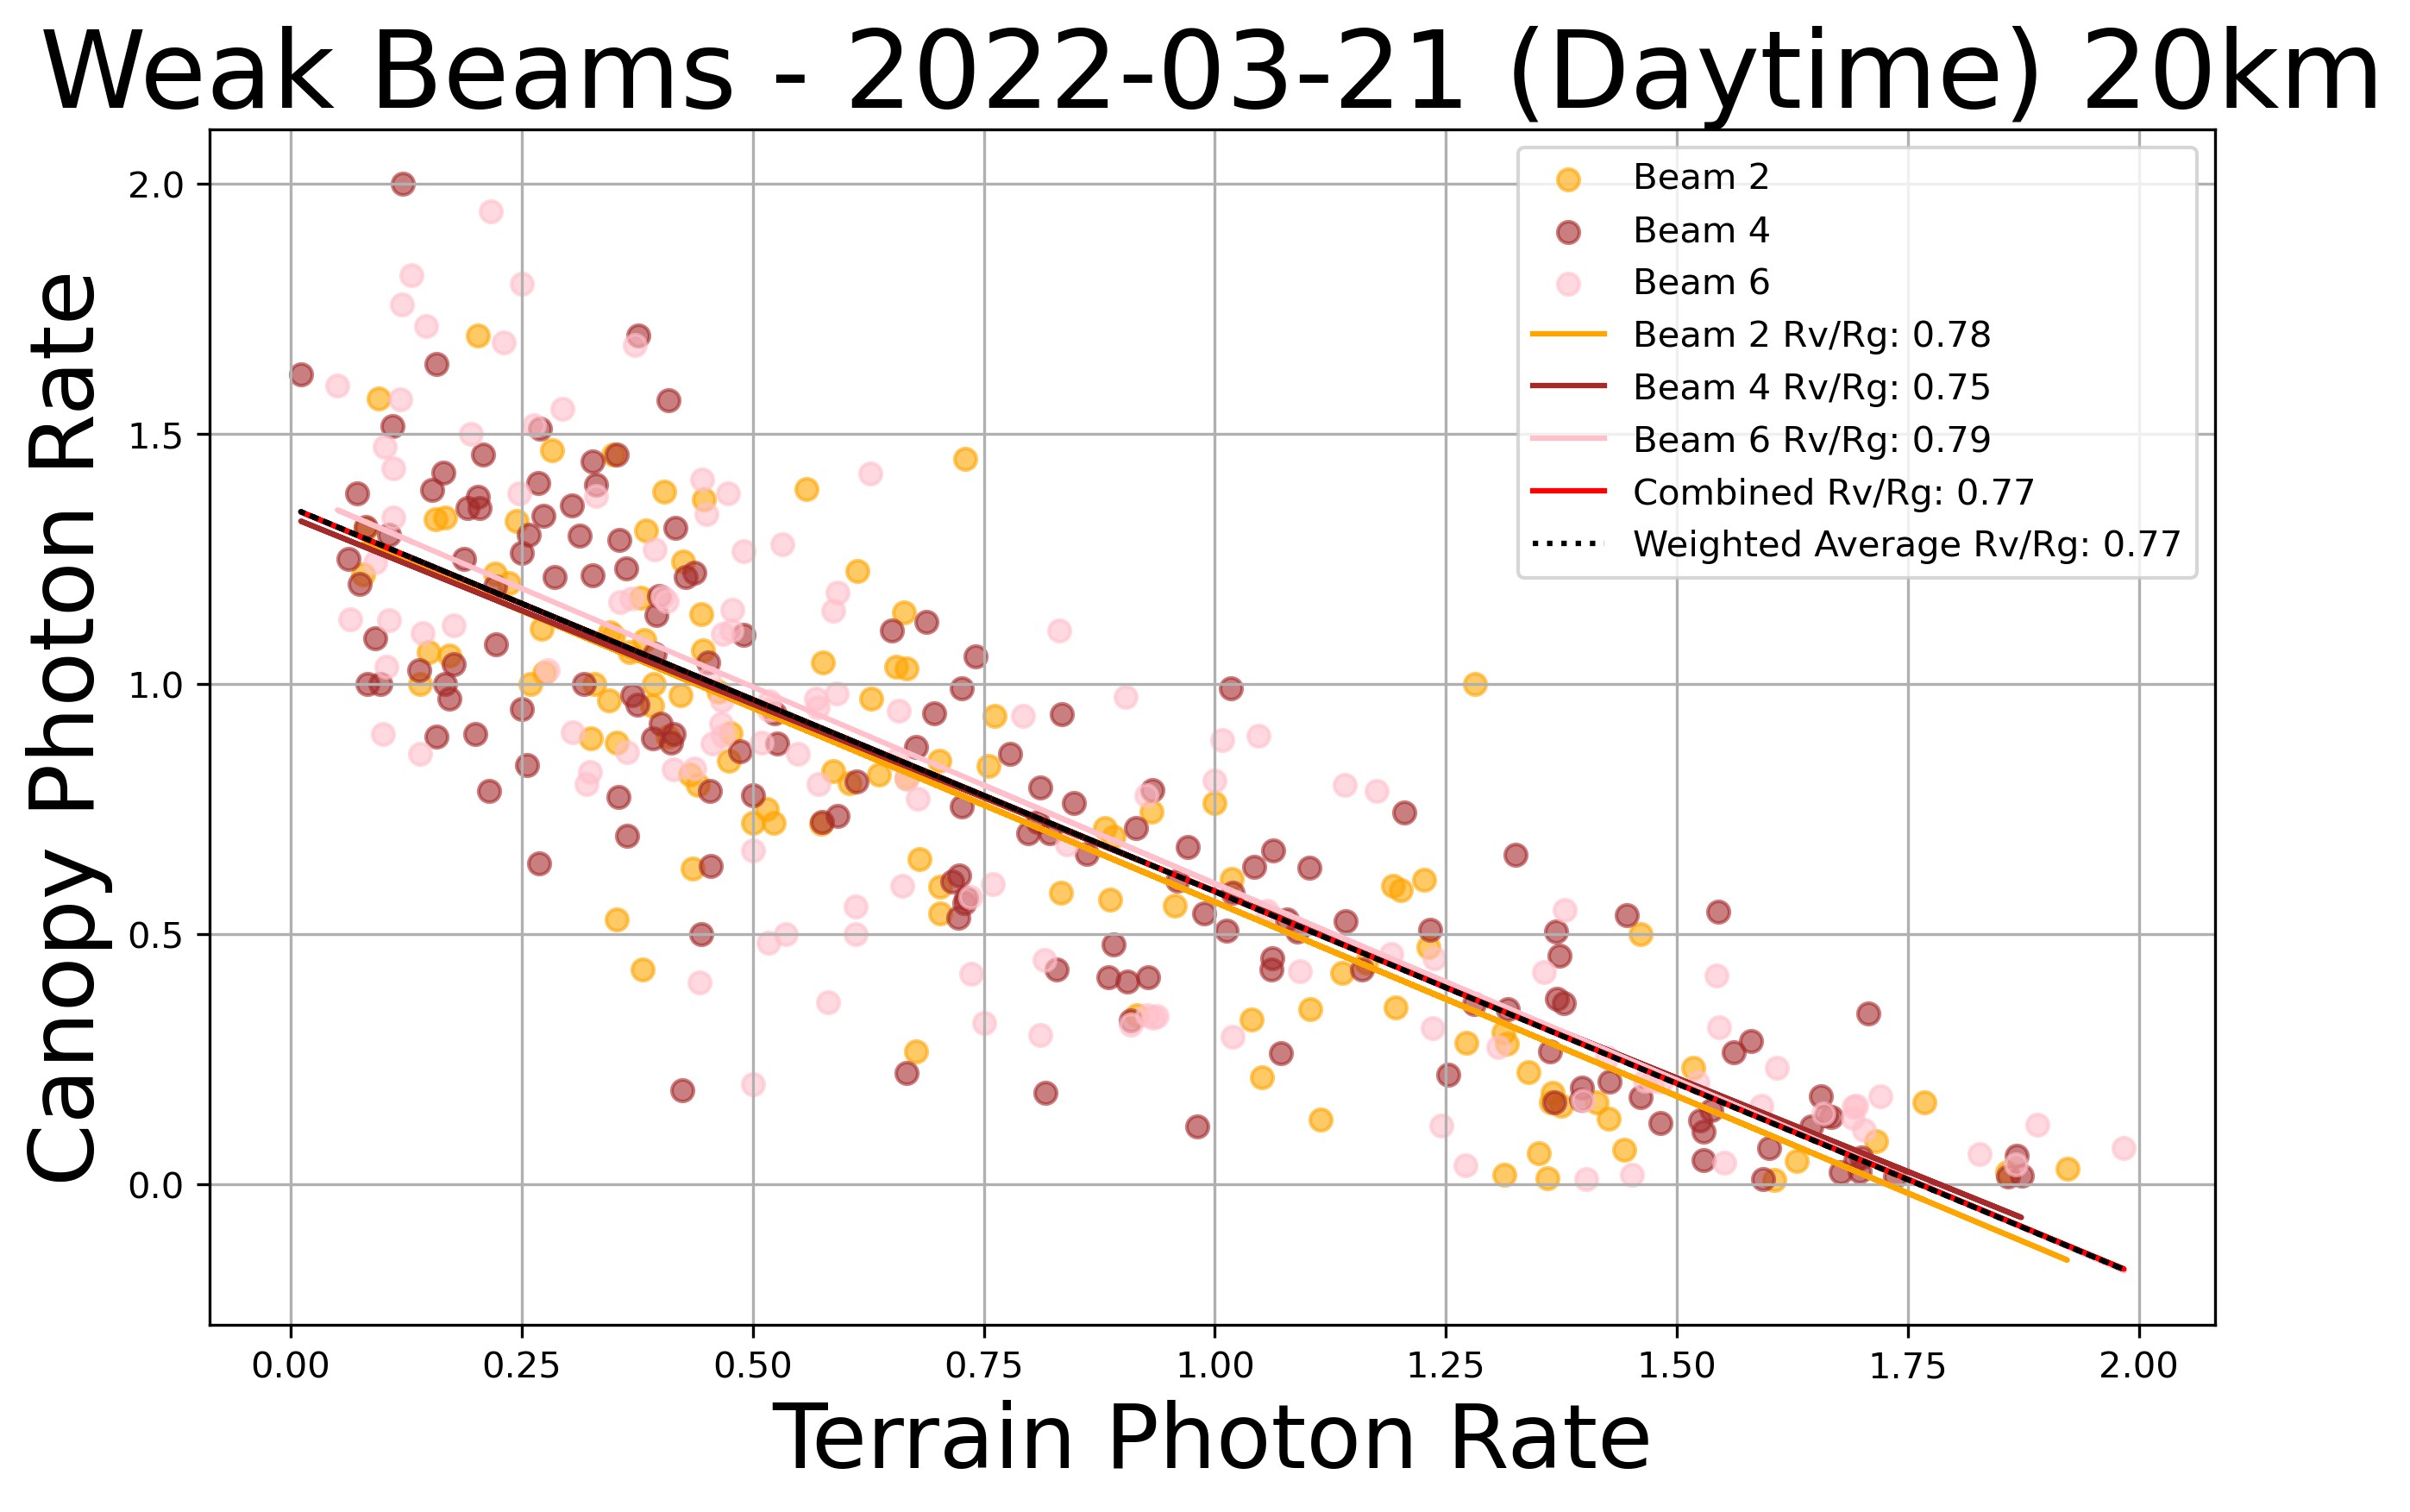 Weak Beams - 2022-03-21 (Daytime) 20km
Canopy Photon Rate
2.0
1.5
1.0
0.5
0.0
Beam 2
Beam 4
Beam 6
Beam 2 Rv/Rg: 0.78
Beam 4 Rv/Rg: 0.75
Beam 6 Rv/Rg: 0.79
Combined Rv/Rg: 0.77
Weighted Average Rv/Rg: 0.77
0.00 0.25 0.50 0.75 1.00 1.25 1.50 1.75 2.00
Terrain Photon Rate